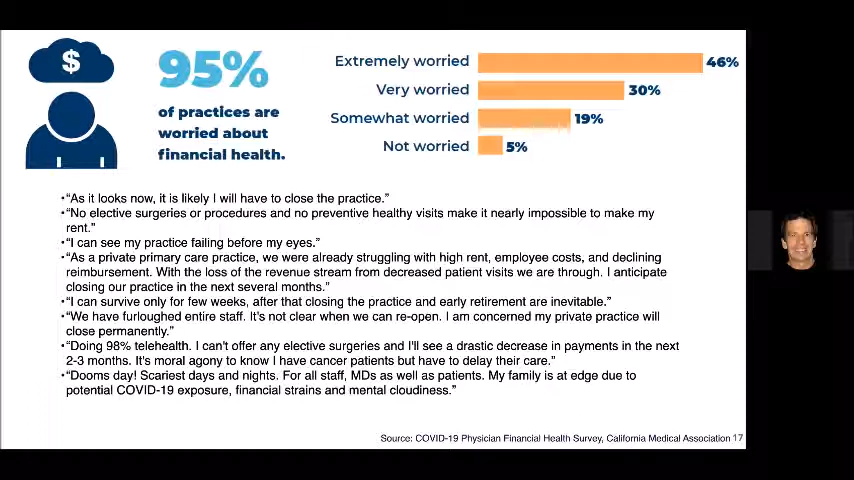 $
95%
of practices are
worried about
financial health.
Extremely worried 46%
Very worried 30%
Somewhat worried 19%
Not worried 5%
•“As it looks now, it is likely I will have to close the practice.”
•“No elective surgeries or procedures and no preventive healthy visits make it nearly impossible to make my
rent.”
•“I can see my practice failing before my eyes.”
•“As a private primary care practice, we were already struggling with high rent, employee costs, and declining
reimbursement. With the loss of the revenue stream from decreased patient visits we are through. I anticipate
closing our practice in the next several months.”
•“I can survive only for few weeks, after that closing the practice and early retirement are inevitable.”
•“We have furloughed entire staff. It's not clear when we can re-open. I am concerned my private practice will
close permanently.”
•“Doing 98% telehealth. I can't offer any elective surgeries and I'll see a drastic decrease in payments in the next
2-3 months. It's moral agony to know I have cancer patients but have to delay their care.”
•“Dooms day! Scariest days and nights. For all staff, MDs as well as patients. My family is at edge due to
potential COVID-19 exposure, financial strains and mental cloudiness.”
Source: COVID-19 Physician Financial Health Survey, California Medical Association 17